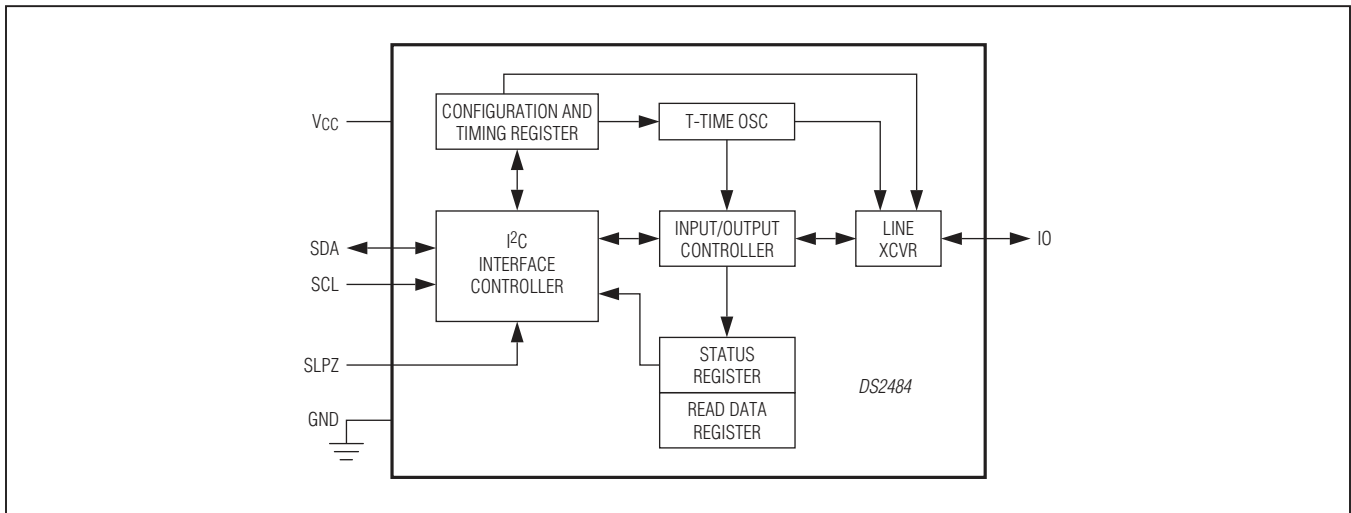 VCC
CONFIGURATION AND
TIMING REGISTER
T-TIME OSC
SDA
SCL
I2C
INTERFACE
CONTROLLER
INPUT/OUTPUT
CONTROLLER
LINE
XCVR
IO
SLPZ
STATUS
REGISTER
READ DATA
REGISTER
DS2484
GND